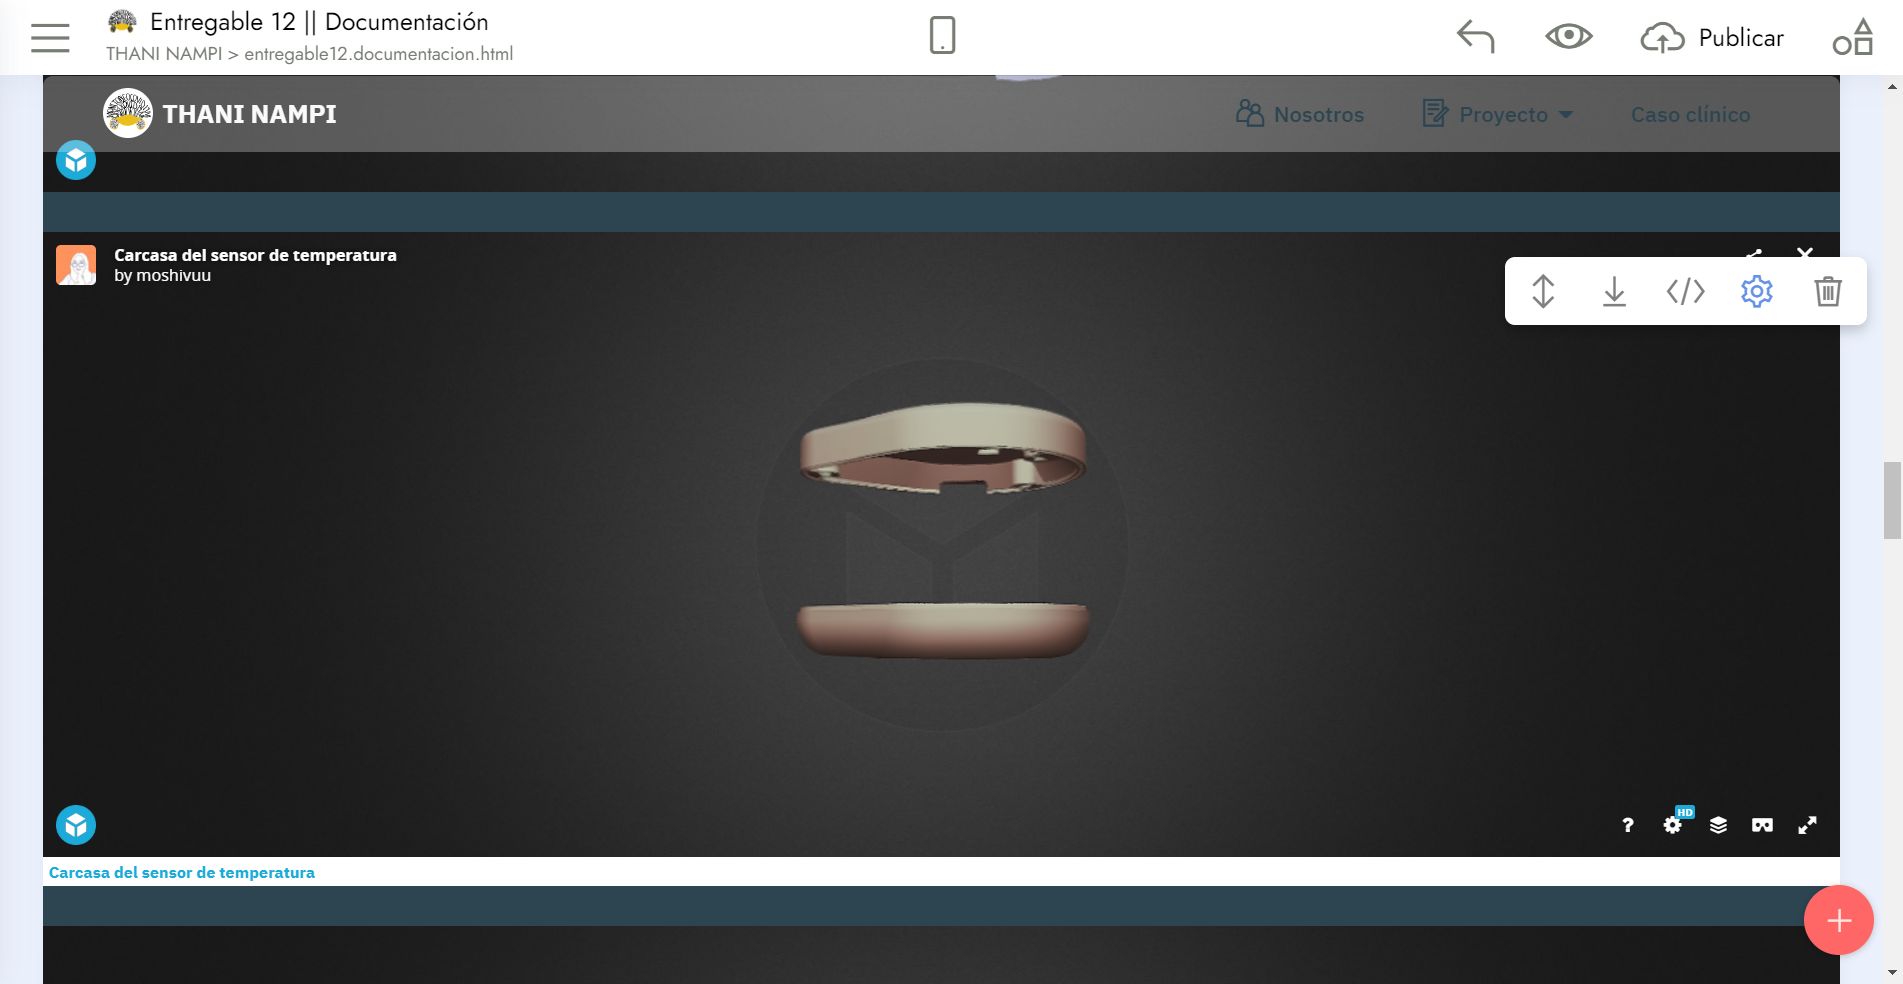 Entregable 12 || Documentación
THANI NAMPI > entregable12.documentacion.html
Publicar
THANI NAMPI
Nosotros
Proyecto
Caso clínico
Carcasa del sensor de temperatura
by moshivuu
</>
?
HD
Carcasa del sensor de temperatura